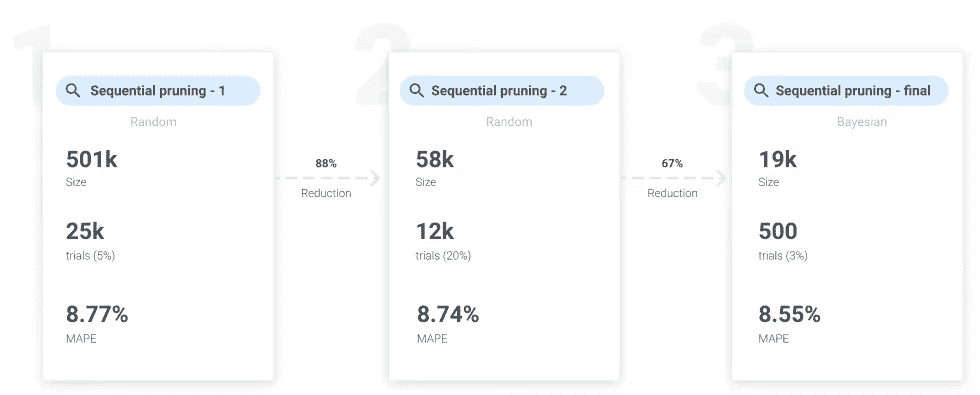 1
Sequential pruning - 1
Random
501k
Size
25k
trials (5%)
8.77%
MAPE
88%
Reduction
2
Sequential pruning - 2
Random
58k
Size
12k
trials (20%)
8.74%
MAPE
67%
Reduction
3
Sequential pruning - final
Bayesian
19k
Size
500
trials (3%)
8.55%
MAPE